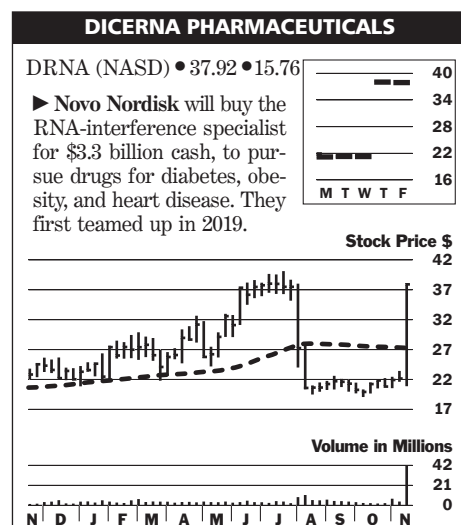 DICERNA PHARMACEUTICALS
DRNA (NASD) • 37.92 • 15.76
► Novo Nordisk will buy the
RNA-interference specialist
for $3.3 billion cash, to pur-
sue drugs for diabetes, obe-
sity, and heart disease. They
first teamed up in 2019.
40
34
28
22
16
M T W T F
Stock Price $
42
37
32
27
22
17
Volume in Millions
42
21
0
N D J F M A M J J A S O N